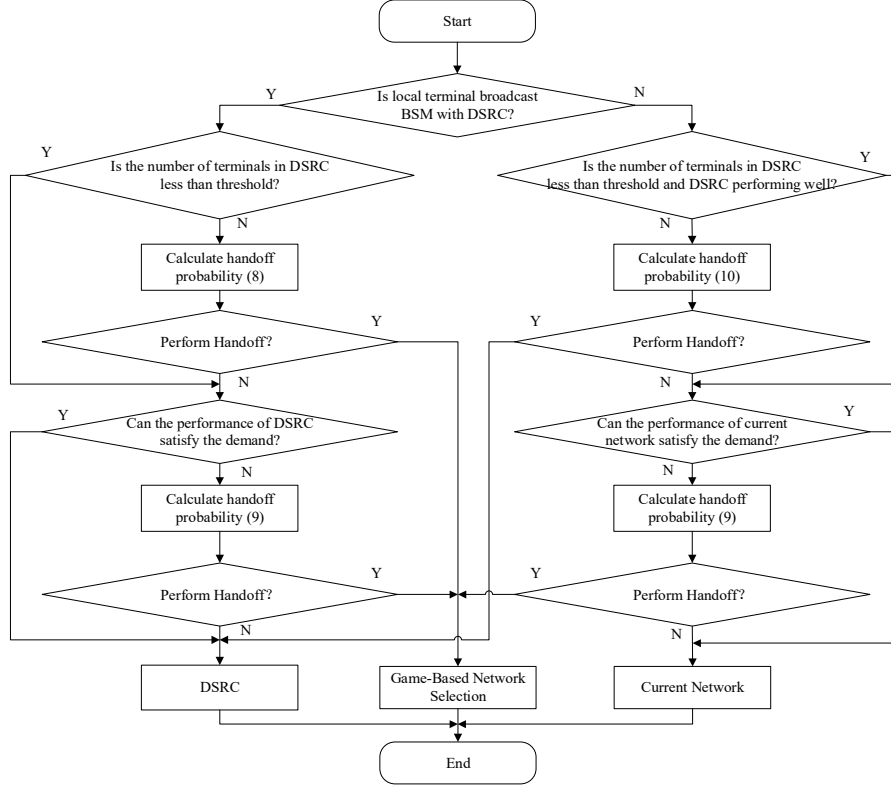 Start
Is local terminal broadcast
BSM with DSRC?
Y
N
Y
Is the number of terminals in DSRC
less than threshold?
N
Is the number of terminals in DSRC
less than threshold and DSRC performing well?
Y
N
Calculate handoff
probability (8)
Calculate handoff
probability (10)
Perform Handoff?
Y
N
Y
Perform Handoff?
N
Y
Can the performance of DSRC
satisfy the demand?
N
Can the performance of current
network satisfy the demand?
Y
N
Calculate handoff
probability (9)
Calculate handoff
probability (9)
Perform Handoff?
Y
N
Y
Perform Handoff?
N
DSRC
Game-Based Network
Selection
Current Network
End